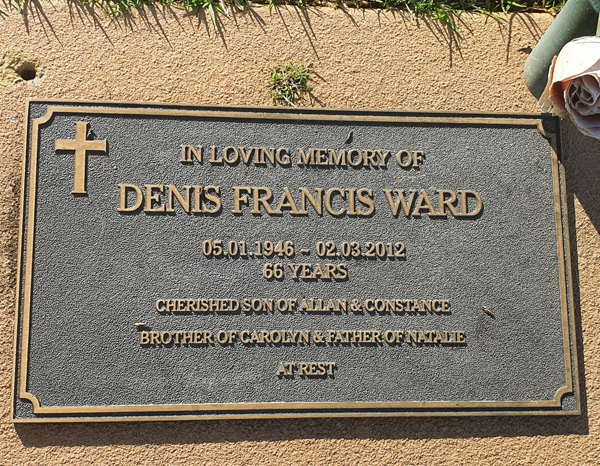 IN LOVING MEMORY OF
DENIS FRANCIS WARD
05.01.1946 ~ 02.03.2012
66 YEARS
CHERISHED SON OF ALLAN & CONSTANCE
BROTHER OF CAROLYN & FATHER OF NATALIE
AT REST